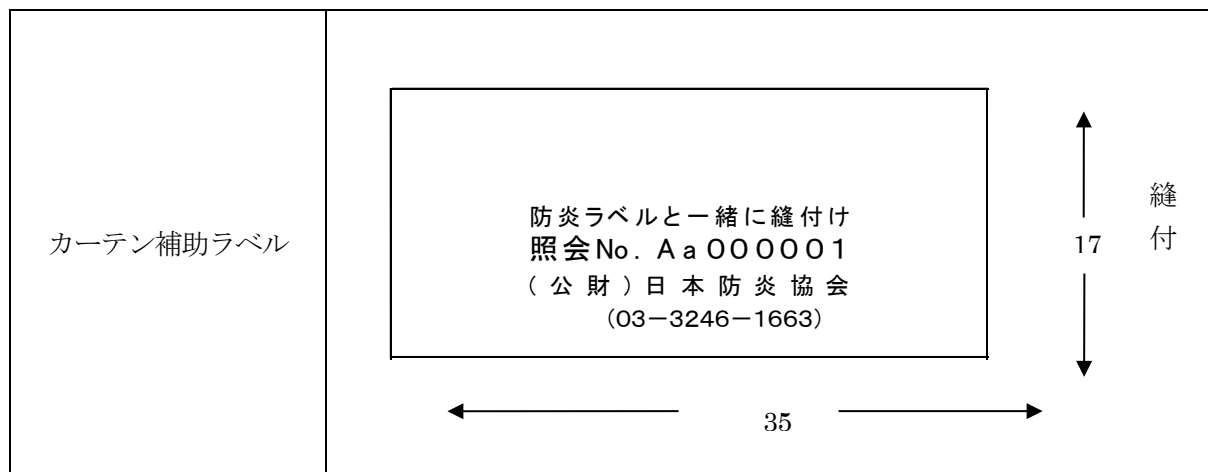 カーテン補助ラベル
防炎ラベルと一緒に縫付け
照会No. Aa000001
(公財)日本防炎協会
(03-3246-1663)
17
縫付
35